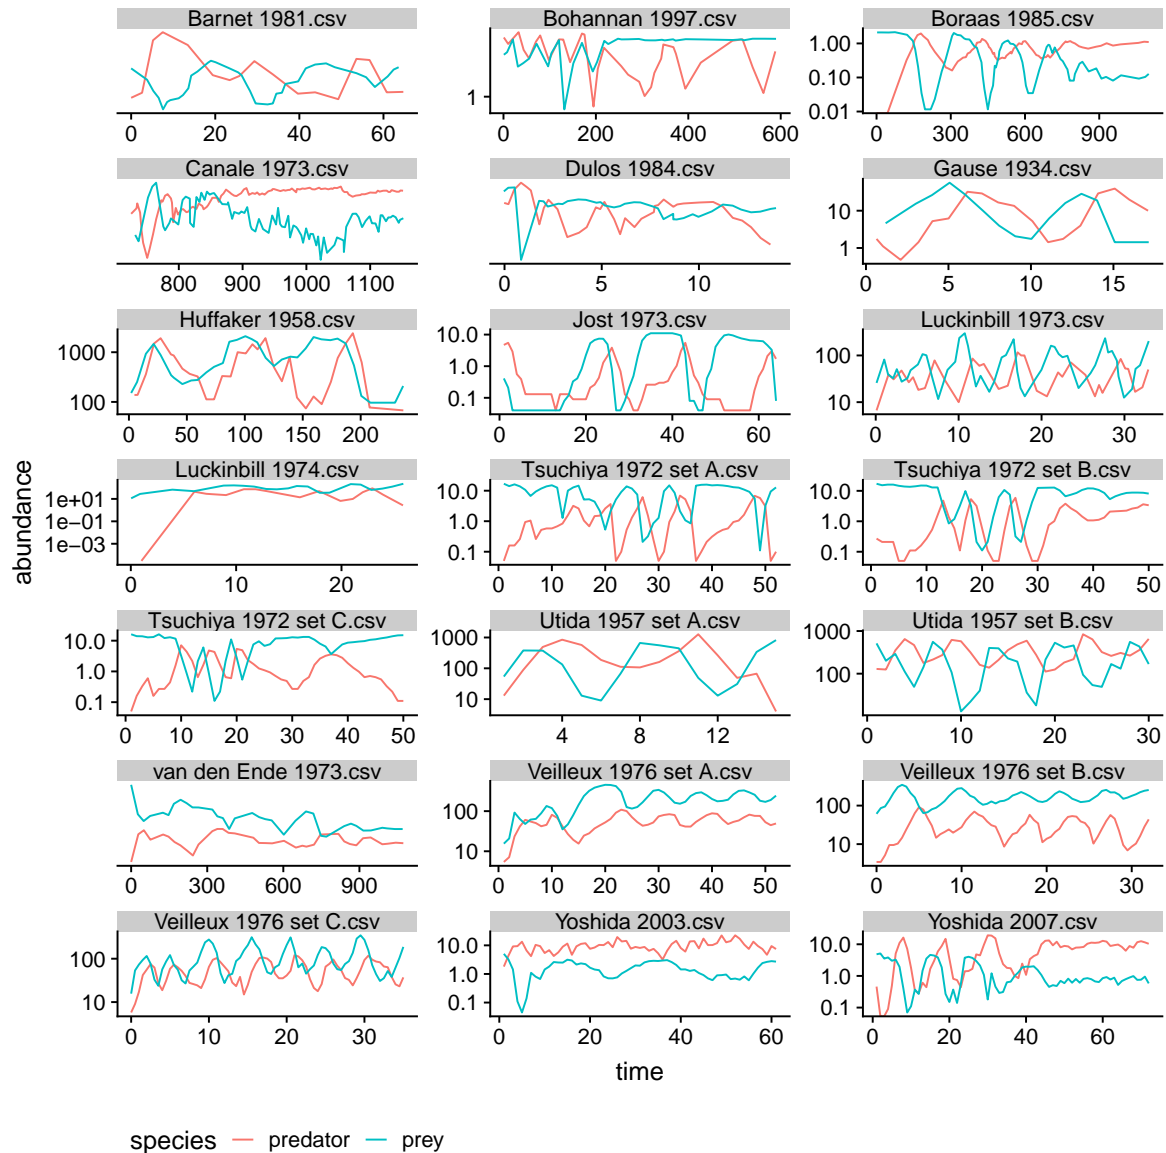 Barnet 1981.csv
Bohannan 1997.csv
Boraas 1985.csv
1
1.00
0.10
0.01
0 20 40 60
0 200 400 600
0 300 600 900
Canale 1973.csv
Dulos 1984.csv
Gause 1934.csv
10
1
800 900 1000 1100
0 5 10
0 5 10 15
Huffaker 1958.csv
Jost 1973.csv
Luckinbill 1973.csv
1000
100
10.0
1.0
0.1
100
10
0 50 100 150 200
0 20 40 60
0 10 20 30
abundance
Luckinbill 1974.csv
Tsuchiya 1972 set A.csv
Tsuchiya 1972 set B.csv
1e+01
1e-01
1e-03
10.0
1.0
0.1
10.0
1.0
0.1
0 10 20
0 10 20 30 40 50
0 10 20 30 40 50
Tsuchiya 1972 set C.csv
Utida 1957 set A.csv
Utida 1957 set B.csv
10.0
1.0
0.1
1000
100
10
1000
100
0 10 20 30 40 50
4 8 12
0 10 20 30
van den Ende 1973.csv
Veilleux 1976 set A.csv
Veilleux 1976 set B.csv
100
10
100
10
0 300 600 900
0 10 20 30 40 50
0 10 20 30
Veilleux 1976 set C.csv
Yoshida 2003.csv
Yoshida 2007.csv
100
10
10.0
1.0
0.1
10.0
1.0
0.1
0 10 20 30
0 20 40 60
0 20 40 60
time
species predator prey